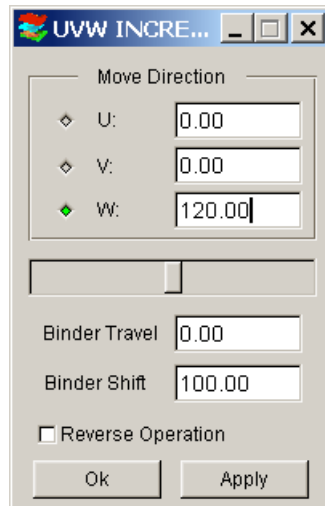 UVW INCRE...
Move Direction
U: 0.00
V: 0.00
W: 120.00
Binder Travel 0.00
Binder Shift 100.00
Reverse Operation
Ok Apply